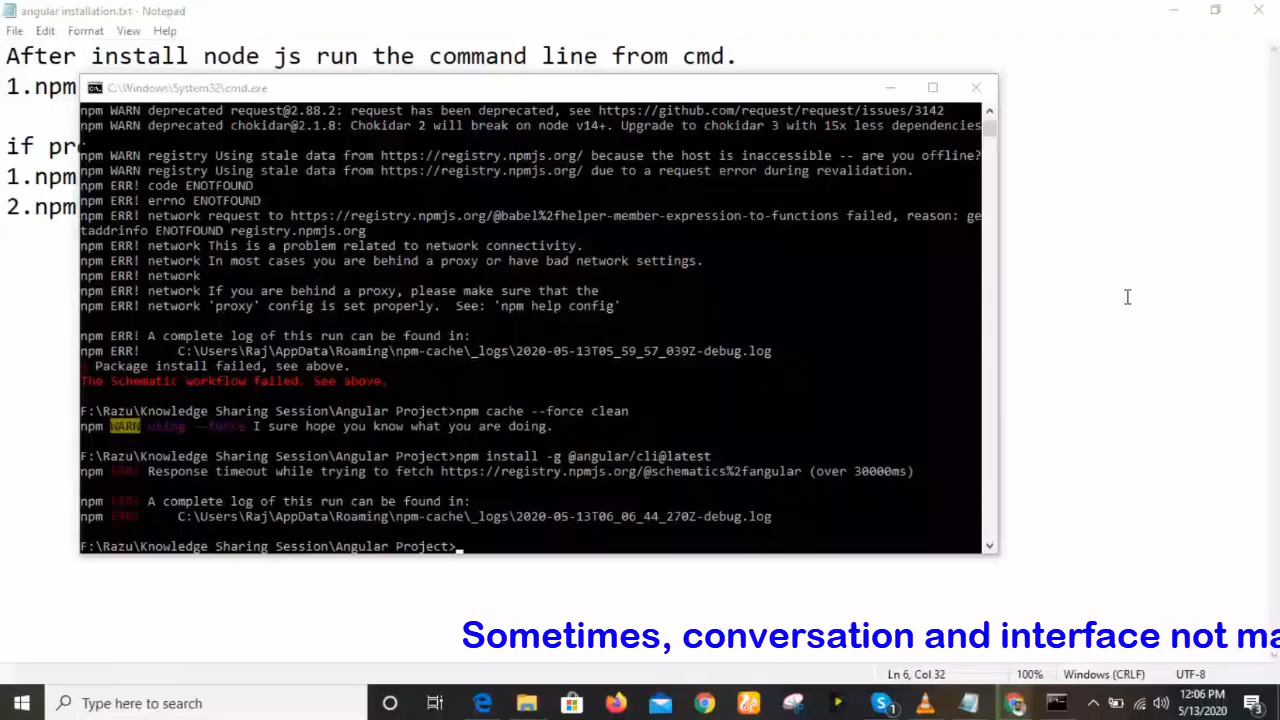 angular installation.txt - Notepad
File Edit Format View Help
After install node js run the command line from cmd.
1.npm
if pro
1.npm
2.npm
C:\Windows\System32\cmd.exe
npm WARN deprecated request@2.88.2: request has been deprecated, see https://github.com/request/request/issues/3142
npm WARN deprecated chokidar@2.1.8: Chokidar 2 will break on node v14+. Upgrade to chokidar 3 with 15x less dependencies
npm WARN registry Using stale data from https://registry.npmjs.org/ because the host is inaccessible -- are you offline?
npm WARN registry Using stale data from https://registry.npmjs.org/ due to a request error during revalidation.
npm ERR! code ENOTFOUND
npm ERR! errno ENOTFOUND
npm ERR! network request to https://registry.npmjs.org/@babel%2fhelper-member-expression-to-functions failed, reason: ge
taddrinfo ENOTFOUND registry.npmjs.org
npm ERR! network This is a problem related to network connectivity.
npm ERR! network In most cases you are behind a proxy or have bad network settings.
npm ERR! network
npm ERR! network If you are behind a proxy, please make sure that the
npm ERR! network 'proxy' config is set properly.  See: 'npm help config'
npm ERR! A complete log of this run can be found in:
npm ERR!     C:\Users\Raj\AppData\Roaming\npm-cache\_logs\2020-05-13T05_59_57_039Z-debug.log
Package install failed, see above.
The Schematic workflow failed. See above.
F:\Razu\Knowledge Sharing Session\Angular Project>npm cache --force clean
npm WARN using --force I sure hope you know what you are doing.
F:\Razu\Knowledge Sharing Session\Angular Project>npm install -g @angular/cli@latest
npm ERR! Response timeout while trying to fetch https://registry.npmjs.org/@schematics%2fangular (over 30000ms)
npm ERR! A complete log of this run can be found in:
npm ERR!     C:\Users\Raj\AppData\Roaming\npm-cache\_logs\2020-05-13T06_06_44_270Z-debug.log
F:\Razu\Knowledge Sharing Session\Angular Project>
Sometimes, conversation and interface not ma
Ln 6, Col 32 100% Windows (CRLF) UTF-8
Type here to search
12:06 PM
5/13/2020